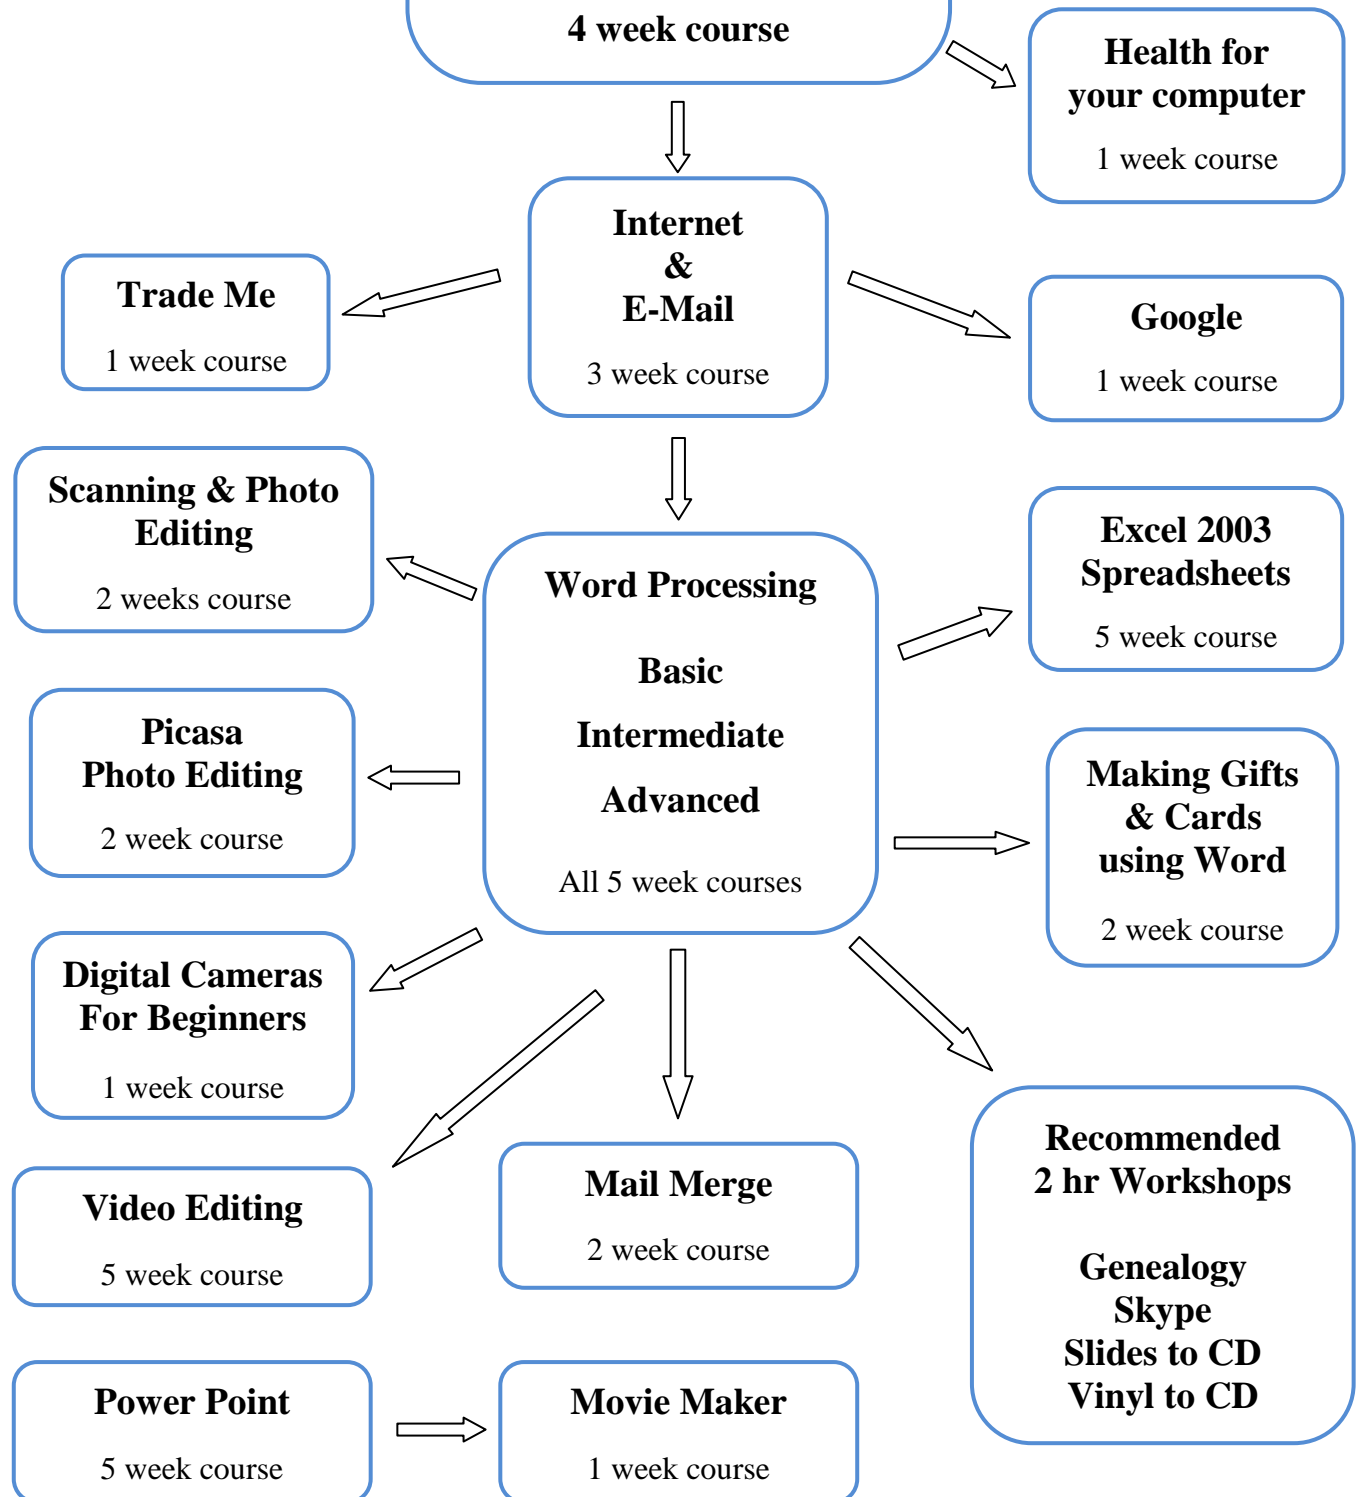 4 week course
Health for
your computer
1 week course
Internet
&
E-Mail
3 week course
Trade Me
1 week course
Google
1 week course
Scanning & Photo
Editing
2 weeks course
Word Processing
Basic
Intermediate
Advanced
All 5 week courses
Excel 2003
Spreadsheets
5 week course
Picasa
Photo Editing
2 week course
Making Gifts
& Cards
using Word
2 week course
Digital Cameras
For Beginners
1 week course
Video Editing
5 week course
Mail Merge
2 week course
Recommended
2 hr Workshops
Genealogy
Skype
Slides to CD
Vinyl to CD
Power Point
5 week course
Movie Maker
1 week course